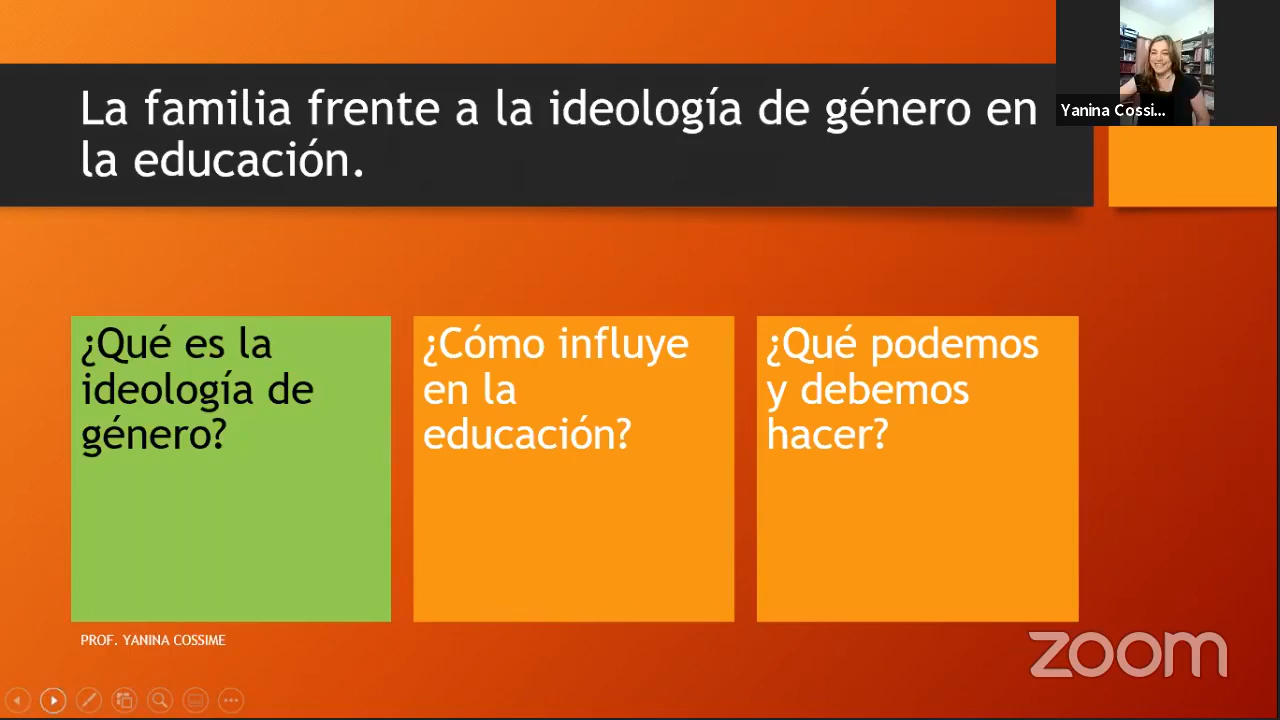 La familia frente a la ideología de género en
la educación.
Yanina Cossi...
¿Qué es la
ideología de
género?
¿Cómo influye
en la
educación?
¿Qué podemos
y debemos
hacer?
PROF. YANINA COSSIME
zoom